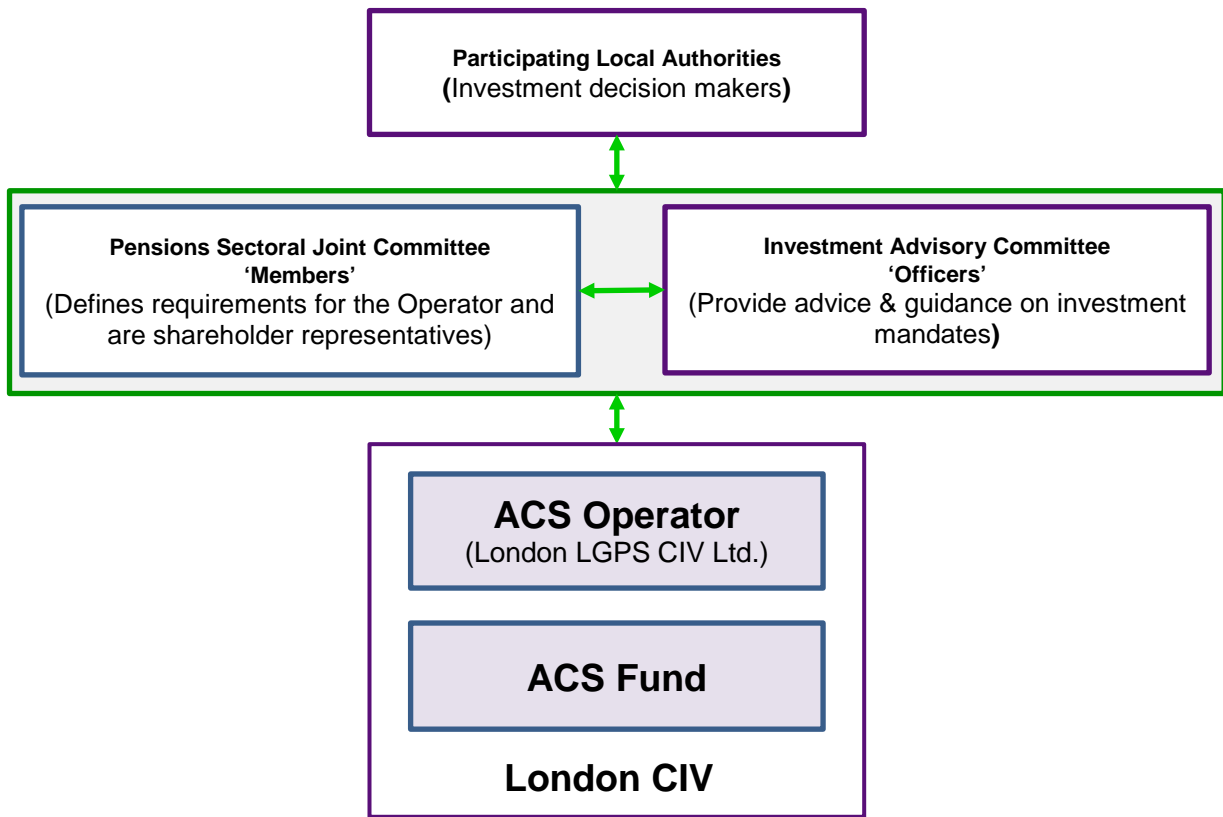 Participating Local Authorities
(Investment decision makers)
Pensions Sectoral Joint Committee
‘Members’
(Defines requirements for the Operator and
are shareholder representatives)
Investment Advisory Committee
‘Officers’
(Provide advice & guidance on investment
mandates)
ACS Operator
(London LGPS CIV Ltd.)
ACS Fund
London CIV